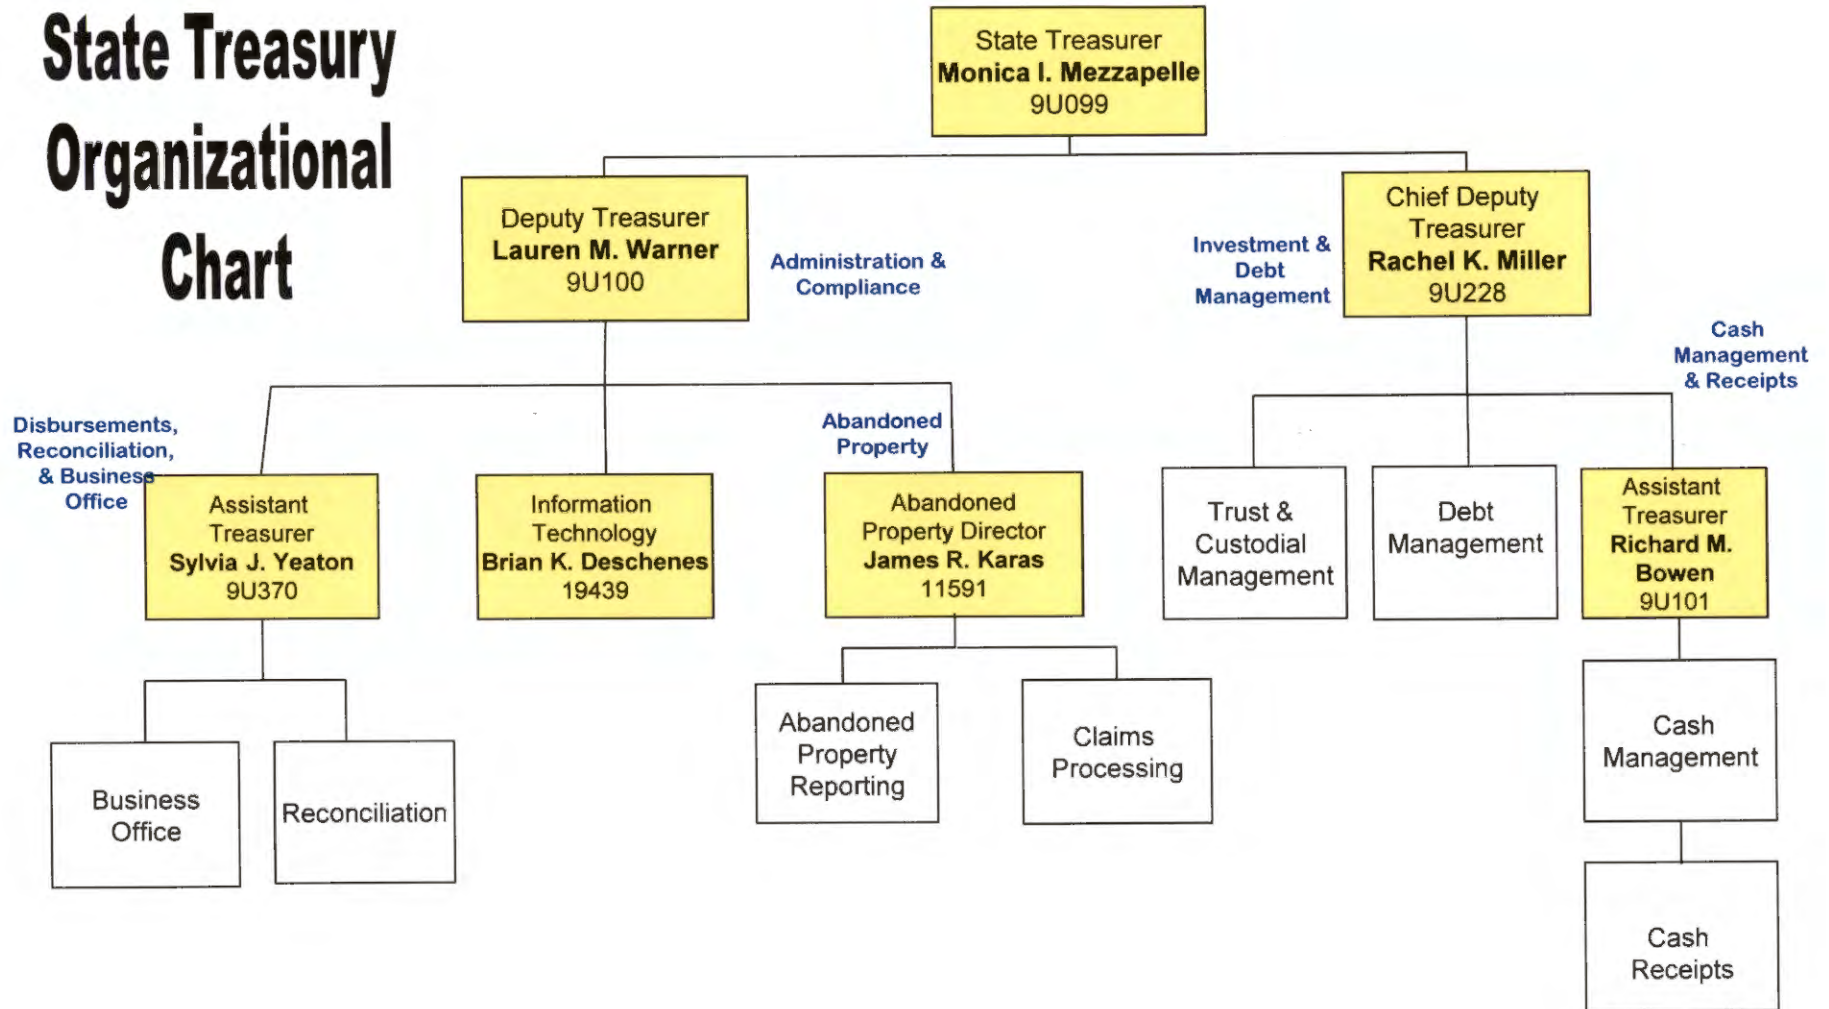 State Treasury
Organizational
Chart
State Treasurer
Monica I. Mezzapelle
9U099
Deputy Treasurer
Lauren M. Warner
9U100
Administration &
Compliance
Investment &
Debt
Management
Chief Deputy
Treasurer
Rachel K. Miller
9U228
Cash
Management
& Receipts
Disbursements,
Reconciliation,
& Business
Office
Abandoned
Property
Assistant
Treasurer
Sylvia J. Yeaton
9U370
Information
Technology
Brian K. Deschenes
19439
Abandoned
Property Director
James R. Karas
11591
Trust &
Custodial
Management
Debt
Management
Assistant
Treasurer
Richard M.
Bowen
9U101
Business
Office
Reconciliation
Abandoned
Property
Reporting
Claims
Processing
Cash
Management
Cash
Receipts